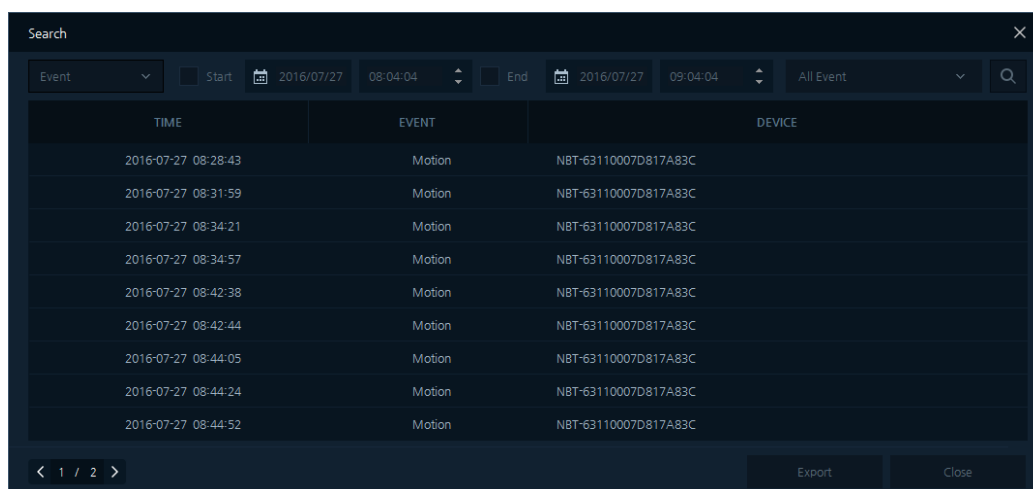 Search
Event Start 2016/07/27 08:04:04 End 2016/07/27 09:04:04 All Event
TIME EVENT DEVICE
2016-07-27 08:28:43 Motion NBT-63110007D817A83C
2016-07-27 08:31:59 Motion NBT-63110007D817A83C
2016-07-27 08:34:21 Motion NBT-63110007D817A83C
2016-07-27 08:34:57 Motion NBT-63110007D817A83C
2016-07-27 08:42:38 Motion NBT-63110007D817A83C
2016-07-27 08:42:44 Motion NBT-63110007D817A83C
2016-07-27 08:44:05 Motion NBT-63110007D817A83C
2016-07-27 08:44:24 Motion NBT-63110007D817A83C
2016-07-27 08:44:52 Motion NBT-63110007D817A83C
1 / 2 Export Close